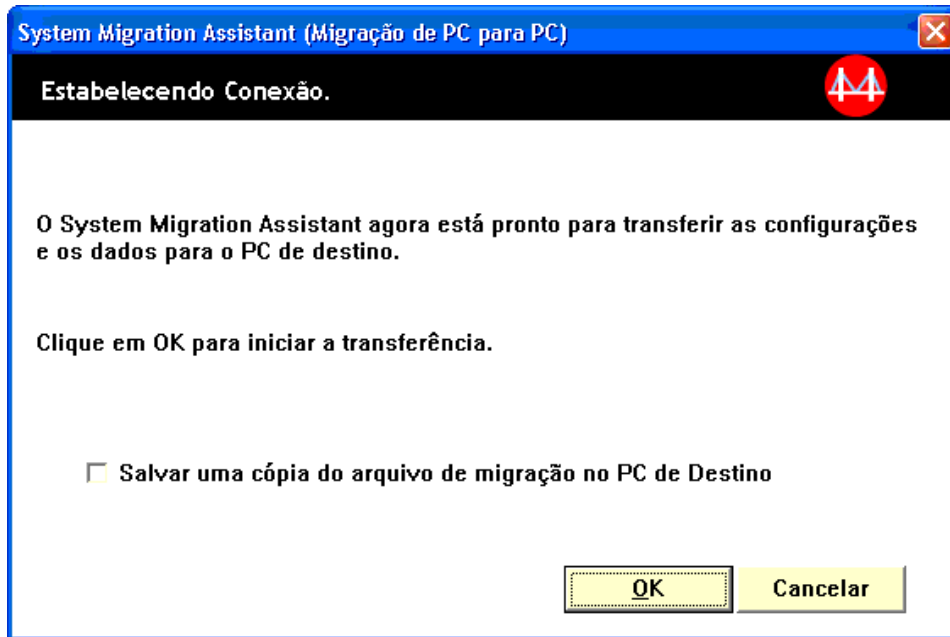 System Migration Assistant (Migração de PC para PC)
Estabelecendo Conexão.
O System Migration Assistant agora está pronto para transferir as configurações
e os dados para o PC de destino.
Clique em OK para iniciar a transferência.
Salvar uma cópia do arquivo de migração no PC de Destino
OK
Cancelar